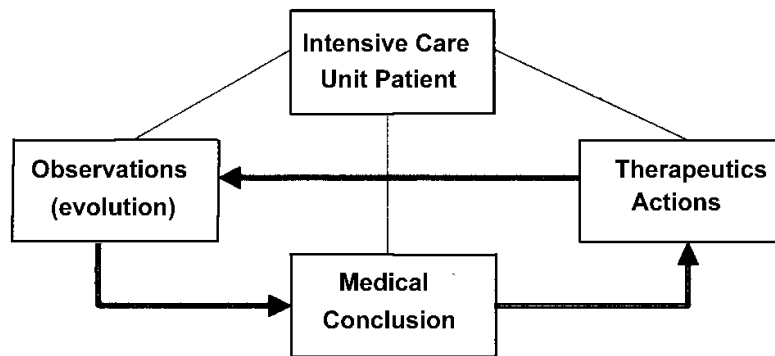 Intensive Care
Unit Patient
Observations
(evolution)
Therapeutics
Actions
Medical
Conclusion